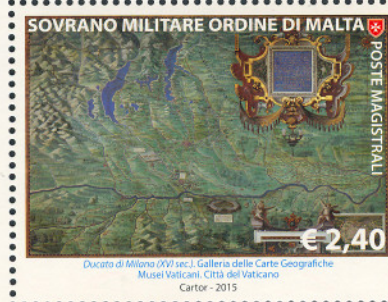 SOVRANO MILITARE ORDINE DI MALTA
POSTE MAGISTRALI
€ 2,40
Ducato di Milano (XVI sec.). Galleria delle Carte Geografiche
Musei Vaticani. Città del Vaticano
Cartor - 2015